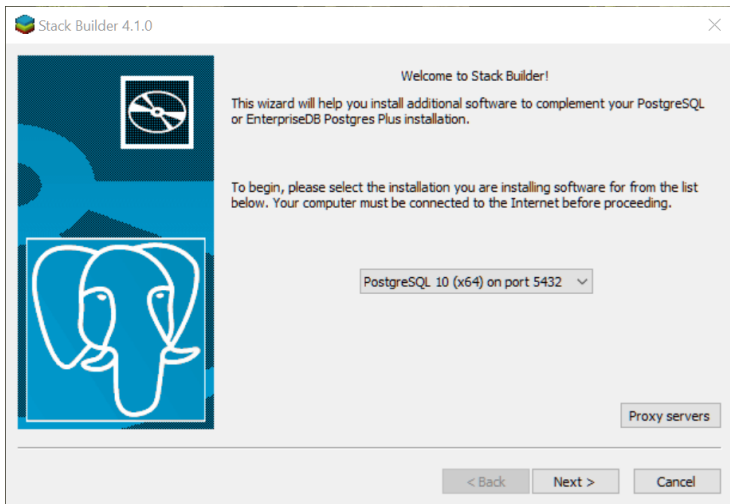 Stack Builder 4.1.0
Welcome to Stack Builder!
This wizard will help you install additional software to complement your PostgreSQL
or EnterpriseDB Postgres Plus installation.
To begin, please select the installation you are installing software for from the list
below. Your computer must be connected to the Internet before proceeding.
PostgreSQL 10 (x64) on port 5432
Proxy servers
< Back
Next >
Cancel